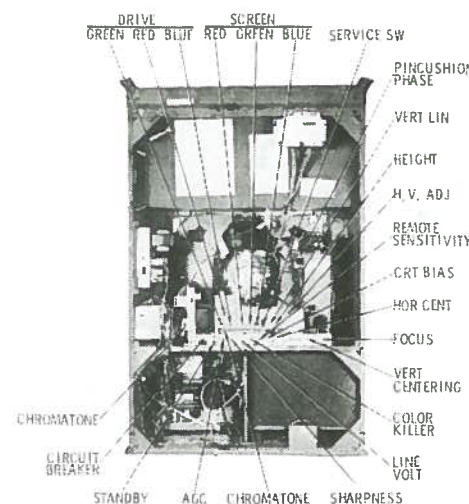 DRIVE SCREEN
GREEN RED BLUE RED GREEN BLUE SERVICE SW
PINCUSHION
PHASE
VERT LIN
HEIGHT
H.V. ADJ
REMOTE
SENSITIVITY
CRT BIAS
HOR CENT
FOCUS
VERT
CENTERING
CHROMATONE
COLOR
KILLER
CIRCUIT
BREAKER
LINE
VOLT
STANDBY AGC CHROMATONE SHARPNESS